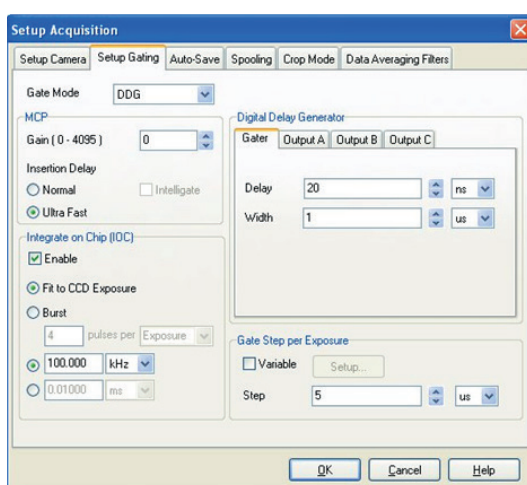 Setup Acquisition
Setup Camera Setup Gating Auto-Save Spooling Crop Mode Data Averaging Filters
Gate Mode DDG
MCP
Gain ( 0 - 4095 ) 0
Insertion Delay
Normal Intelligate
Ultra Fast
Integrate on Chip (IOC)
Enable
Fit to CCD Exposure
Burst
4 pulses per Exposure
100.000 kHz
0.01000 ms
Digital Delay Generator
Gater Output A Output B Output C
Delay 20 ns
Width 1 us
Gate Step per Exposure
Variable Setup...
Step 5 us
OK Cancel Help